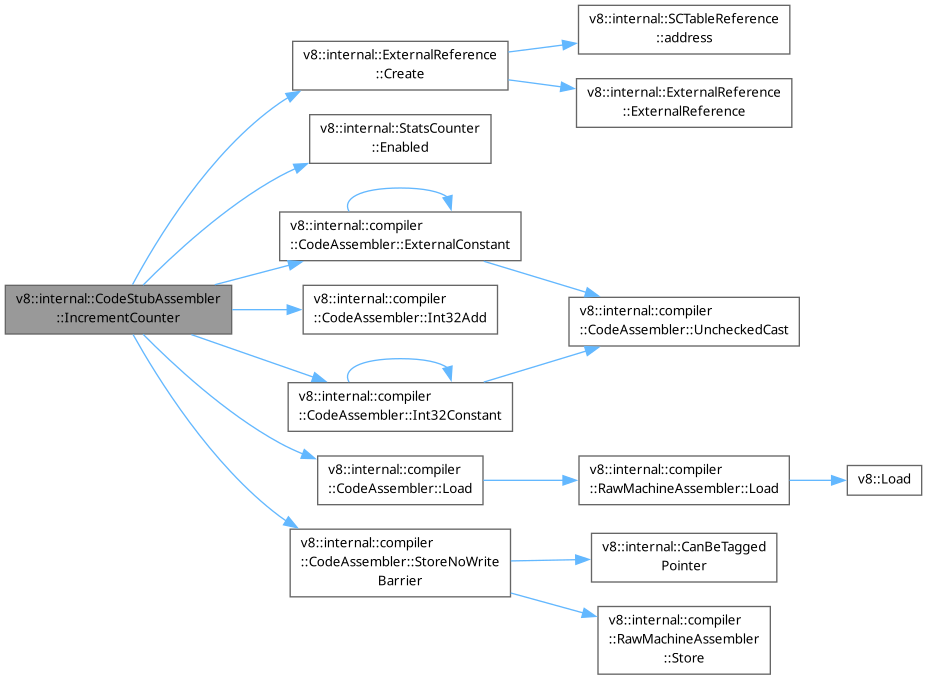 v8::internal::SCTableReference
::address
v8::internal::ExternalReference
::Create
v8::internal::ExternalReference
::ExternalReference
v8::internal::StatsCounter
::Enabled
v8::internal::compiler
::CodeAssembler::ExternalConstant
v8::internal::CodeStubAssembler
::IncrementCounter
v8::internal::compiler
::CodeAssembler::Int32Add
v8::internal::compiler
::CodeAssembler::UncheckedCast
v8::internal::compiler
::CodeAssembler::Int32Constant
v8::internal::compiler
::CodeAssembler::Load
v8::internal::compiler
::RawMachineAssembler::Load
v8::Load
v8::internal::compiler
::CodeAssembler::StoreNoWrite
Barrier
v8::internal::CanBeTagged
Pointer
v8::internal::compiler
::RawMachineAssembler
::Store